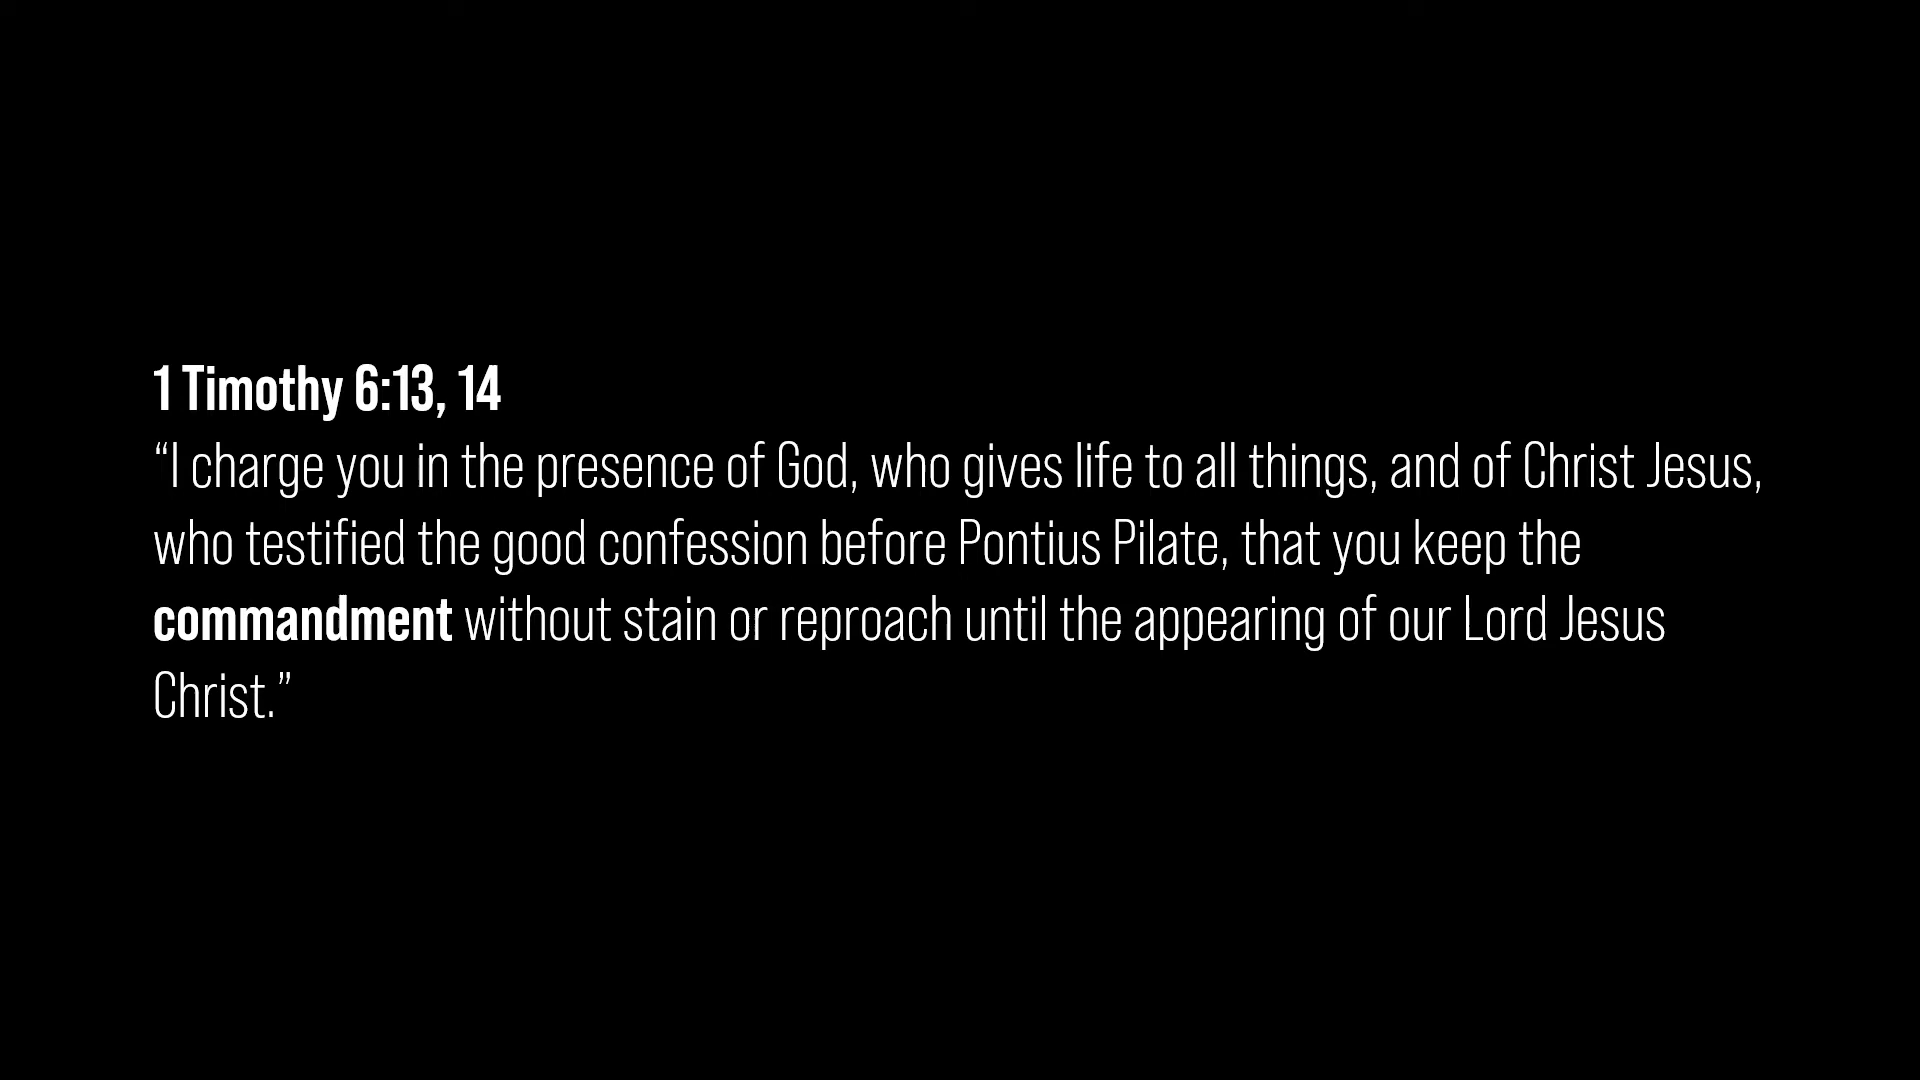 1 Timothy 6:13, 14
“I charge you in the presence of God, who gives life to all things, and of Christ Jesus,
who testified the good confession before Pontius Pilate, that you keep the
commandment without stain or reproach until the appearing of our Lord Jesus
Christ.”